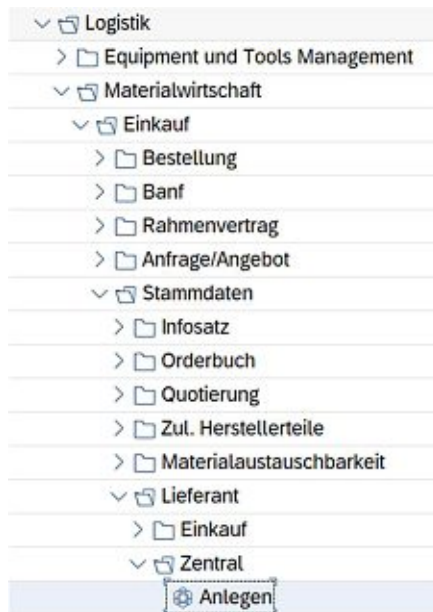 Logistik
Equipment und Tools Management
Materialwirtschaft
Einkauf
Bestellung
Banf
Rahmenvertrag
Anfrage/Angebot
Stammdaten
Infosatz
Orderbuch
Quotierung
Zul. Herstellerteile
Materialaustauschbarkeit
Lieferant
Einkauf
Zentral
Anlegen